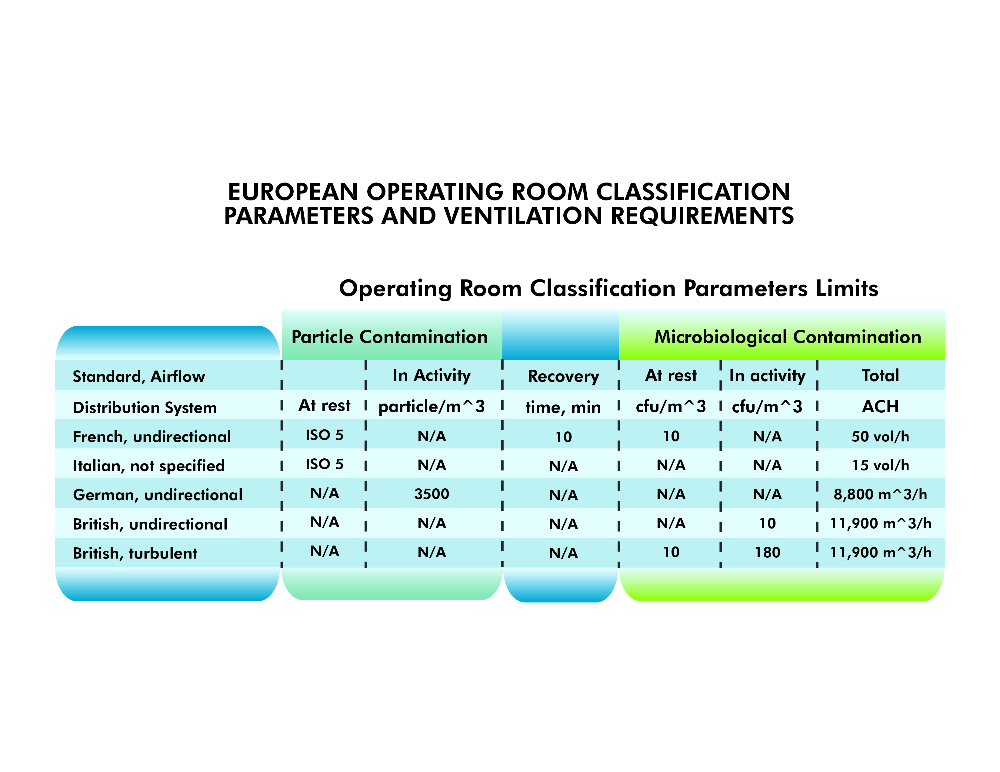 EUROPEAN OPERATING ROOM CLASSIFICATION
PARAMETERS AND VENTILATION REQUIREMENTS
Operating Room Classification Parameters Limits
Particle Contamination Microbiological Contamination
Standard, Airflow In Activity Recovery At rest In activity Total
Distribution System At rest particle/m^3 time, min cfu/m^3 cfu/m^3 ACH
French, undirectional ISO 5 N/A 10 10 N/A 50 vol/h
Italian, not specified ISO 5 N/A N/A N/A N/A 15 vol/h
German, undirectional N/A 3500 N/A N/A N/A 8,800 m^3/h
British, undirectional N/A N/A N/A N/A 10 11,900 m^3/h
British, turbulent N/A N/A N/A 10 180 11,900 m^3/h